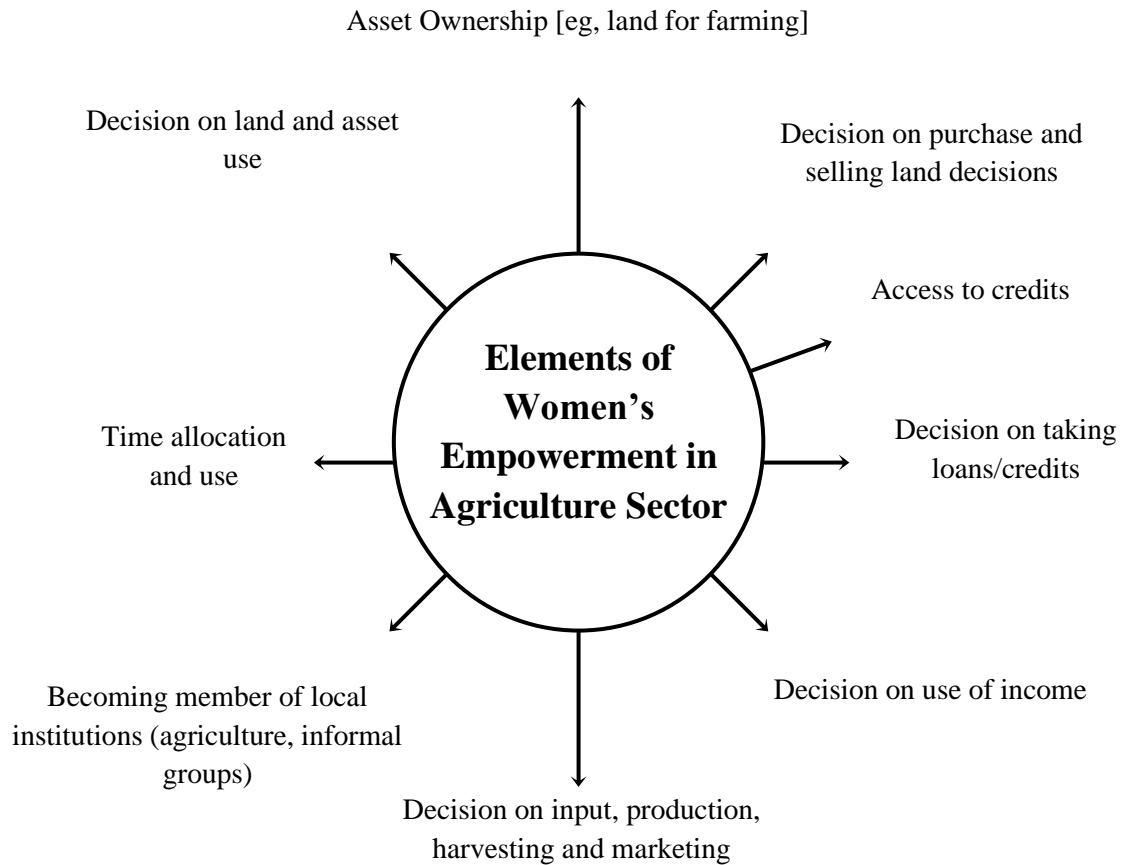 Asset Ownership [eg, land for farming]
Decision on land and asset
use
Decision on purchase and
selling land decisions
Access to credits
Elements of
Women’s
Empowerment in
Agriculture Sector
Time allocation
and use
Decision on taking
loans/credits
Becoming member of local
institutions (agriculture, informal
groups)
Decision on use of income
Decision on input, production,
harvesting and marketing